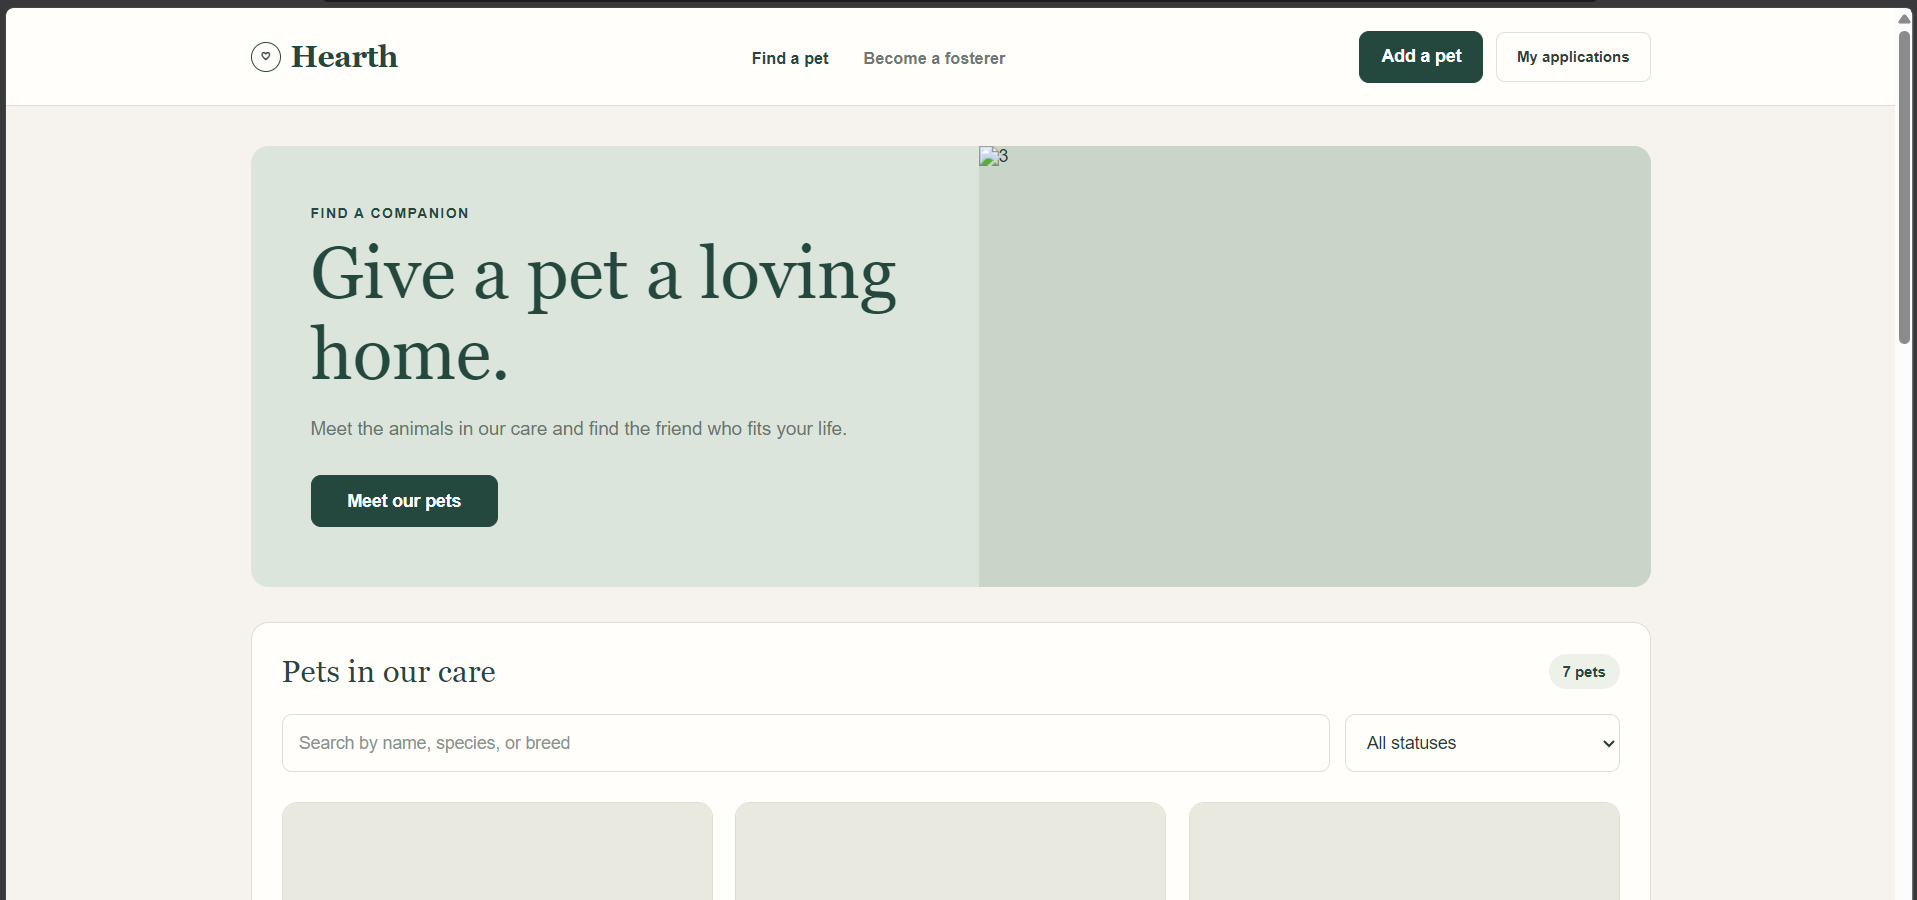 Hearth
Find a pet
Become a fosterer
Add a pet
My applications
3
FIND A COMPANION
Give a pet a loving
home.
Meet the animals in our care and find the friend who fits your life.
Meet our pets
Pets in our care
7 pets
Search by name, species, or breed
All statuses